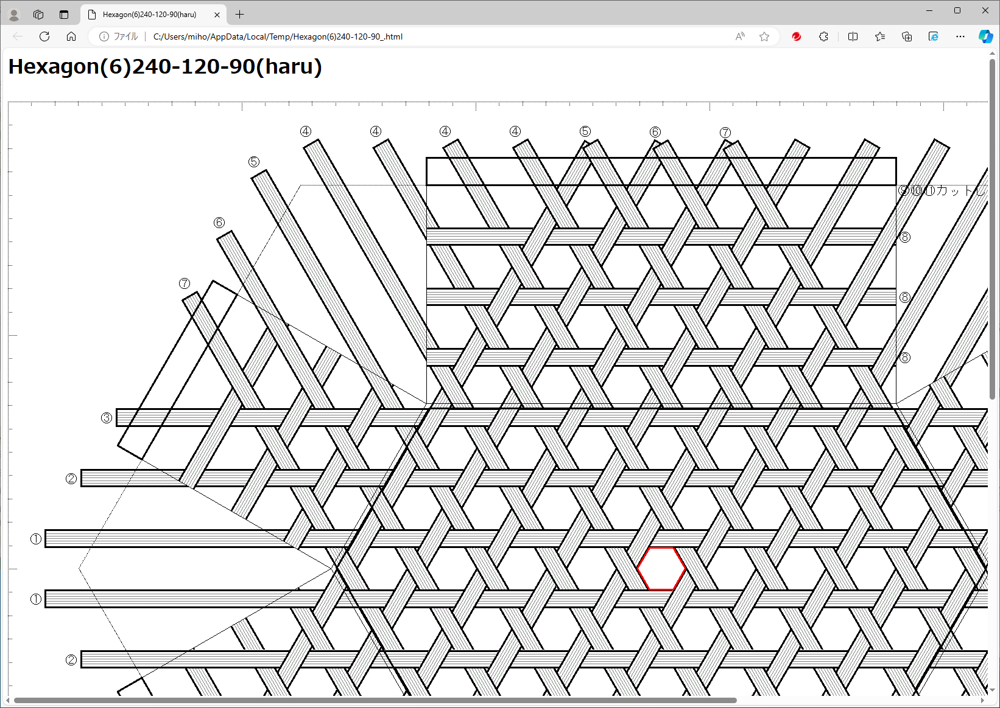 Hexagon(6)240-120-90(haru)
ファイル
C:/Users/miho/AppData/Local/Temp/Hexagon(6)240-120-90_.html
Hexagon(6)240-120-90(haru)
④ ④ ④ ④ ⑤ ⑥ ⑦
⑤
⑨⑩⑪カットし
⑥
⑧
⑦
⑧
⑧
③
②
①
①
②